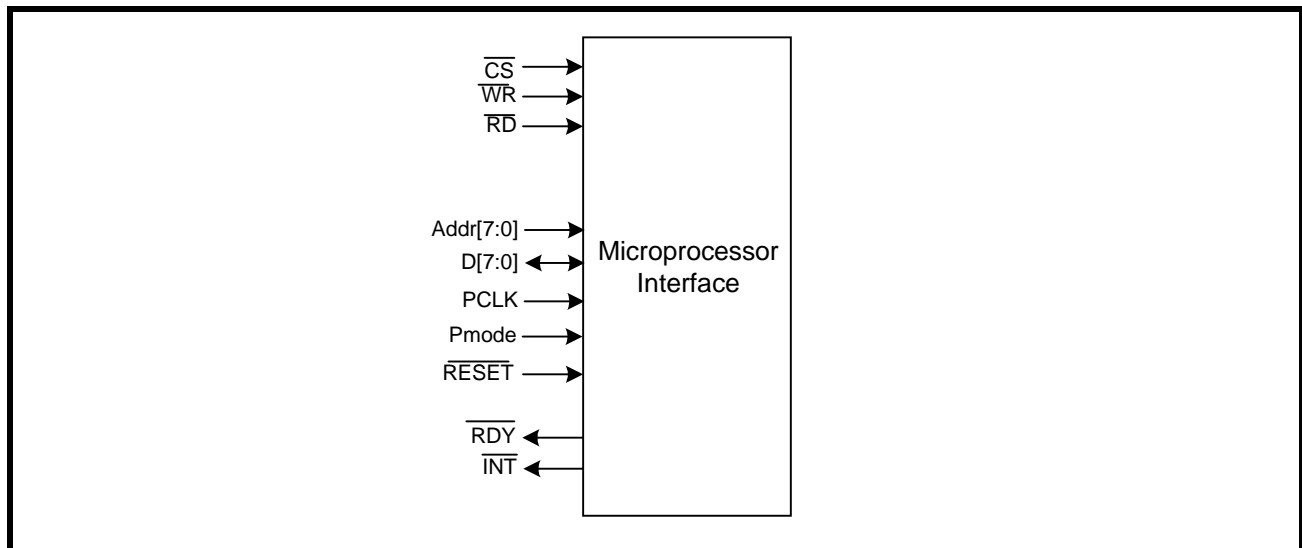 CS
WR
RD
Addr[7:0]
D[7:0]
PCLK
Pmode
RESET
RDY
INT
Microprocessor
Interface